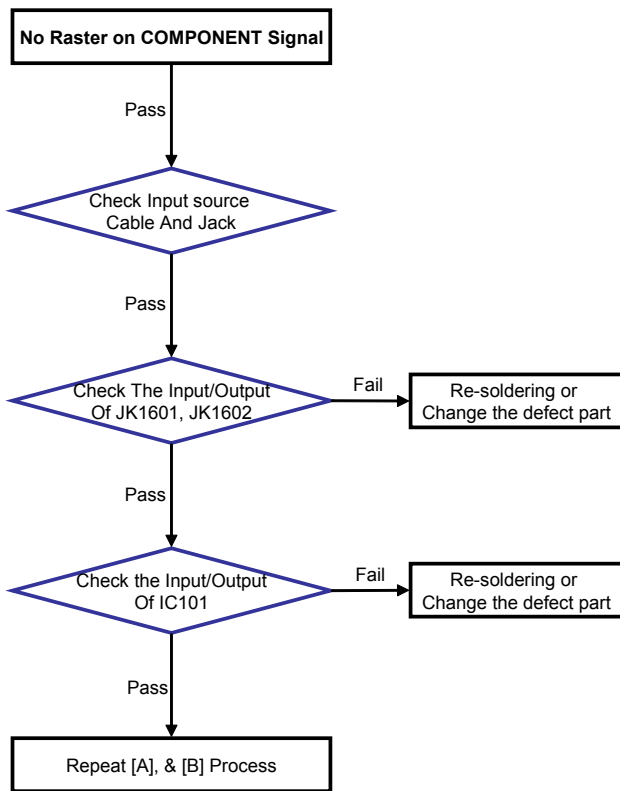 No Raster on COMPONENT Signal
Pass
Check Input source
Cable And Jack
Pass
Check The Input/Output
Of JK1601, JK1602
Fail
Re-soldering or
Change the defect part
Pass
Check the Input/Output
Of IC101
Fail
Re-soldering or
Change the defect part
Pass
Repeat [A], & [B] Process